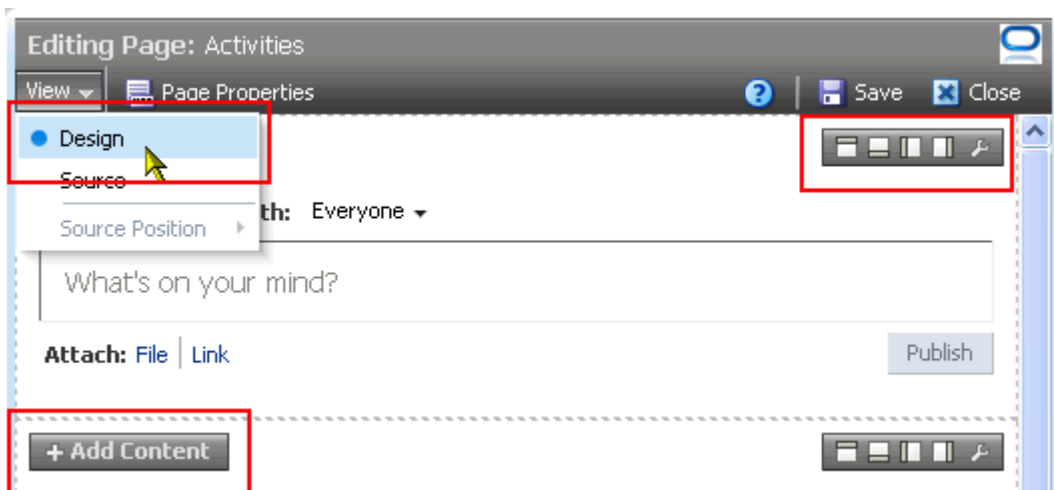 Editing Page: Activities
View Page Properties ? Save Close
Design
Source
th: Everyone
Source Position
What's on your mind?
Attach: File Link Publish
+ Add Content